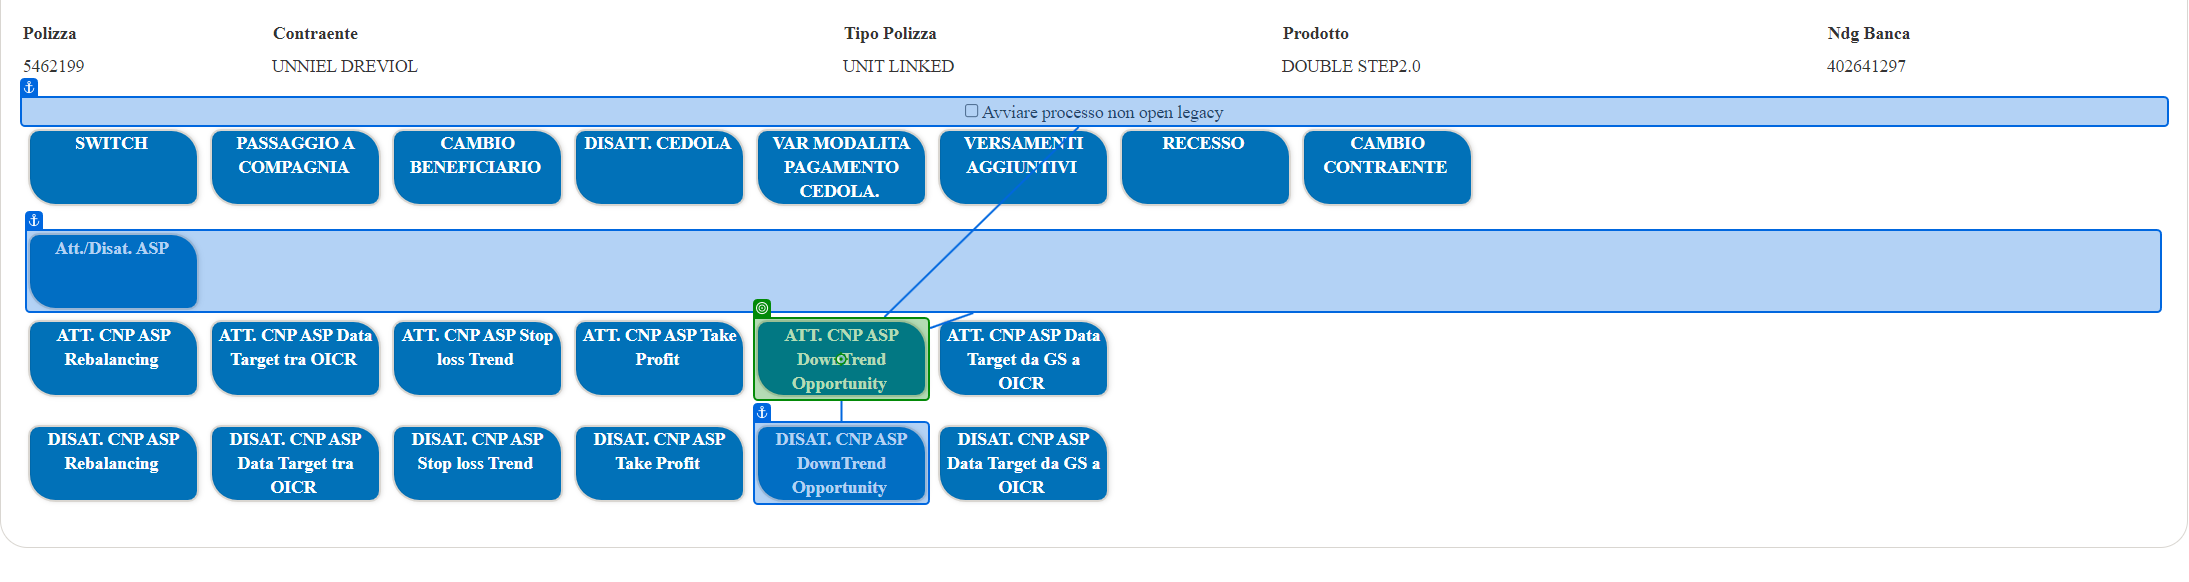 Polizza Contraente Tipo Polizza Prodotto Ndg Banca
5462199 UNNIEL DREVIOL UNIT LINKED DOUBLE STEP2.0 402641297
Avviare processo non open legacy
SWITCH
PASSAGGIO A
COMPAGNIA
CAMBIO
BENEFICIARIO
DISATT. CEDOLA
VAR MODALITA
PAGAMENTO
CEDOLA.
VERSAMENTI
AGGIUNTIVI
RECESSO
CAMBIO
CONTRAENTE
Att./Disat. ASP
ATT. CNP ASP
Rebalancing
ATT. CNP ASP Data
Target tra OICR
ATT. CNP ASP Stop
loss Trend
ATT. CNP ASP Take
Profit
ATT. CNP ASP
DownTrend
Opportunity
ATT. CNP ASP Data
Target da GS a
OICR
DISAT. CNP ASP
Rebalancing
DISAT. CNP ASP
Data Target tra
OICR
DISAT. CNP ASP
Stop loss Trend
DISAT. CNP ASP
Take Profit
DISAT. CNP ASP
DownTrend
Opportunity
DISAT. CNP ASP
Data Target da GS a
OICR